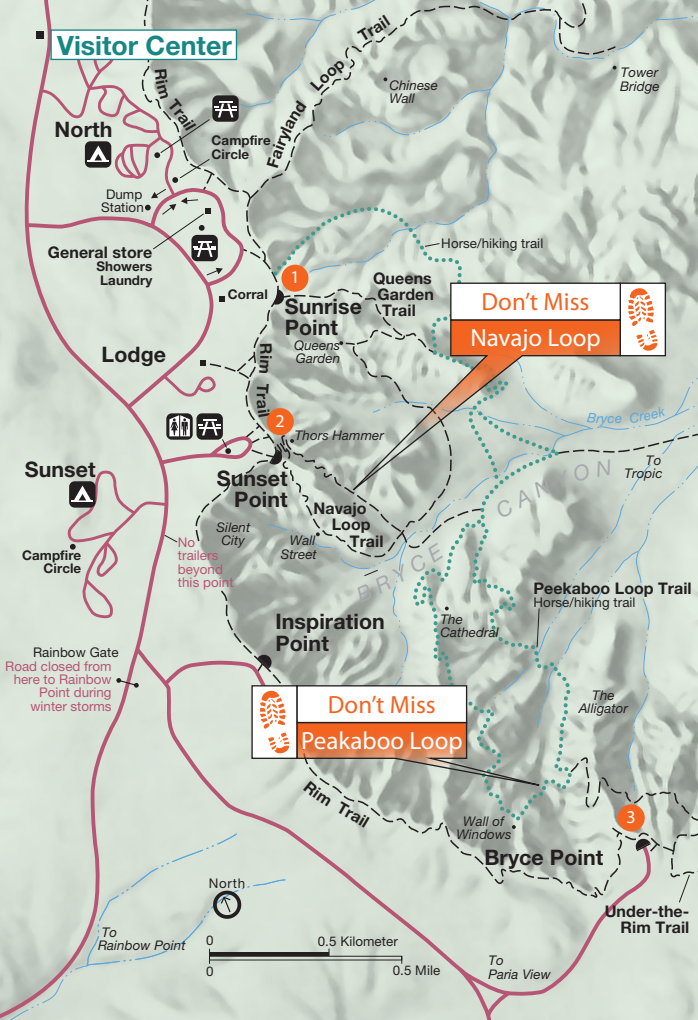 Visitor Center
Trail
Loop
Fairyland
Rim Trail
Chinese
Wall
Tower
Bridge
North
Campfire
Circle
Dump
Station
General store
Showers
Laundry
Horse/hiking trail
1
Corral
Sunrise
Point
Queens
Garden
Trail
Queens
Garden
Don't Miss
Navajo Loop
Lodge
Rim Trail
2
Thors Hammer
Bryce Creek
To
Tropic
Sunset
Sunset
Point
Navajo
Loop
Trail
Silent
City
Wall
Street
BRYCE CANYON
Campfire
Circle
No
trailers
beyond
this point
Peekaboo Loop Trail
Horse/hiking trail
The
Cathedral
Inspiration
Point
Rainbow Gate
Road closed from
here to Rainbow
Point during
winter storms
The
Alligator
Don't Miss
Peakaboo Loop
Rim Trail
Wall of
Windows
3
Bryce Point
Under-the-
Rim Trail
North
To
Rainbow Point
0 0.5 Kilometer
0 0.5 Mile
To
Paria View